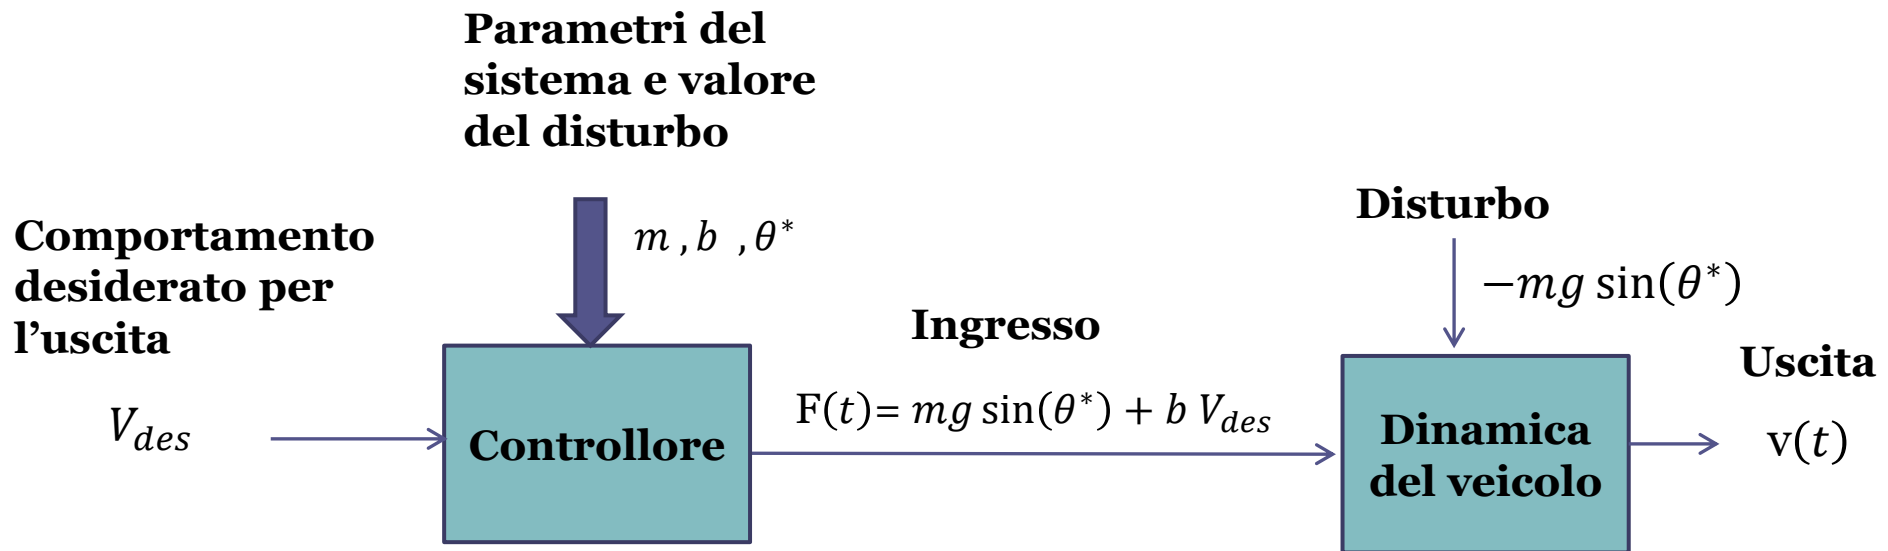 Parametri del
sistema e valore
del disturbo
m , b , θ*
Comportamento
desiderato per
l’uscita
V_des
Controllore
Ingresso
F(t)= mg sin(θ*) + b V_des
Disturbo
−mg sin(θ*)
Dinamica
del veicolo
Uscita
v(t)